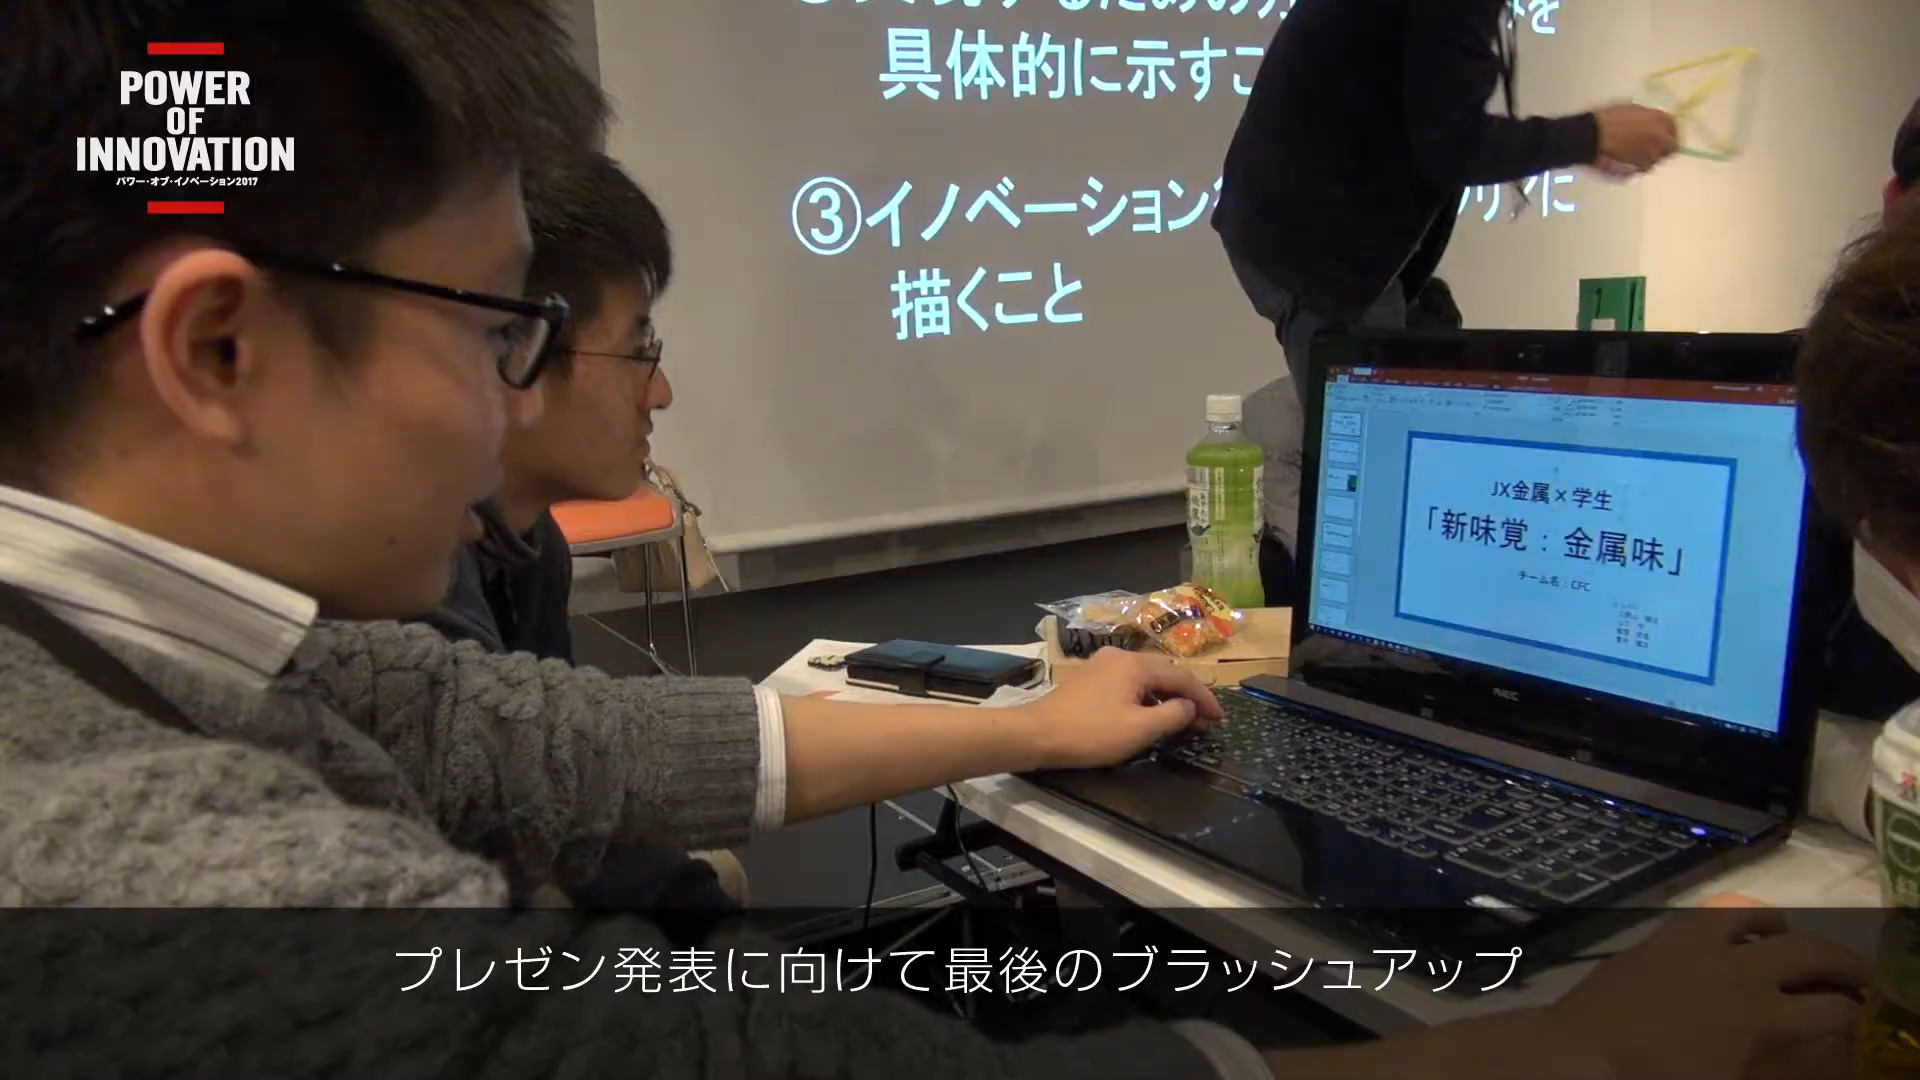 POWER
OF
INNOVATION
パワー・オブ・イノベーション2017
具体的に示すこ
③イノベーション
描くこと
JX金属×学生
「新味覚：金属味」
チーム名：CFC
NEC
プレゼン発表に向けて最後のブラッシュアップ